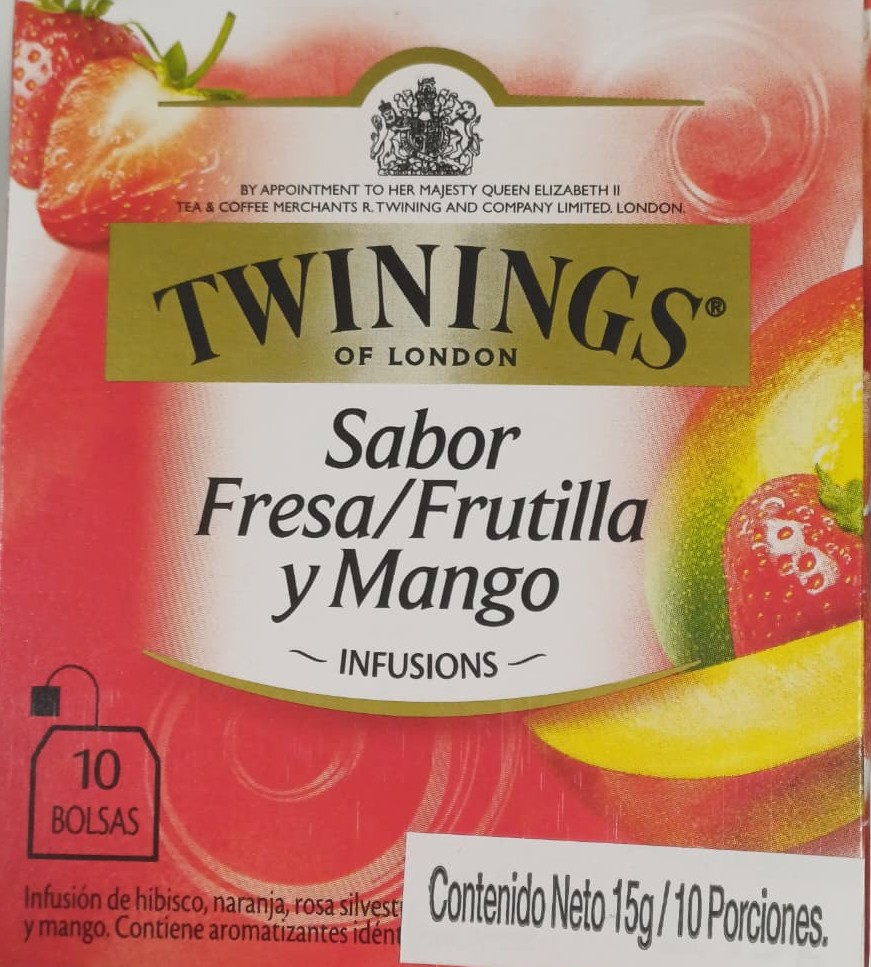 BY APPOINTMENT TO HER MAJESTY QUEEN ELIZABETH II
TEA & COFFEE MERCHANTS R. TWINING AND COMPANY LIMITED. LONDON.
TWININGS®
OF LONDON
Sabor
Fresa/Frutilla
y Mango
INFUSIONS
10
BOLSAS
Infusión de hibisco, naranja, rosa silvest
y mango. Contiene aromatizantes idént
Contenido Neto 15g/10 Porciones.